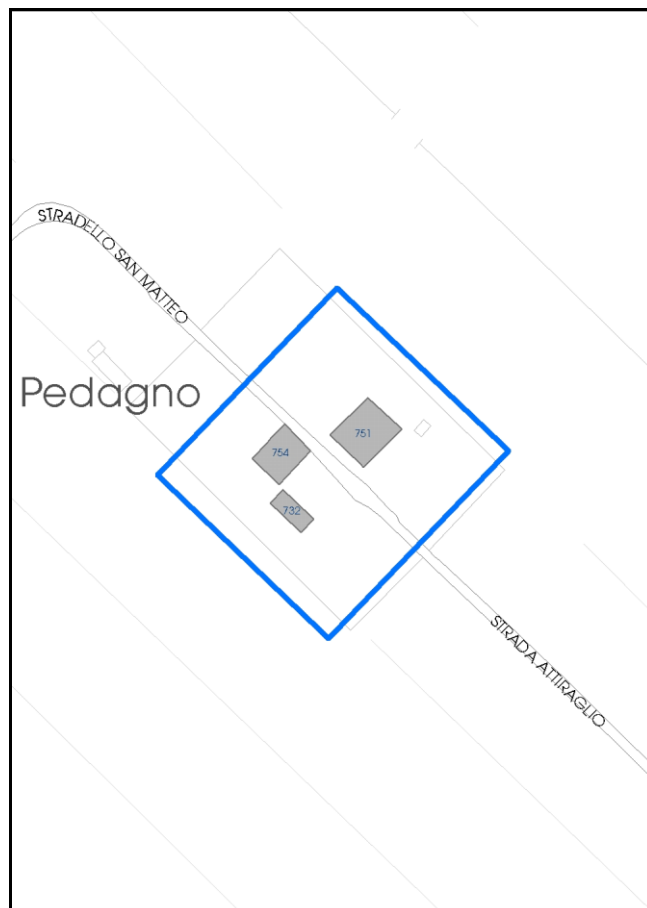 STRADELLO SAN MATTEO
Pedagno
751
754
732
STRADA ATTIRAGLIO